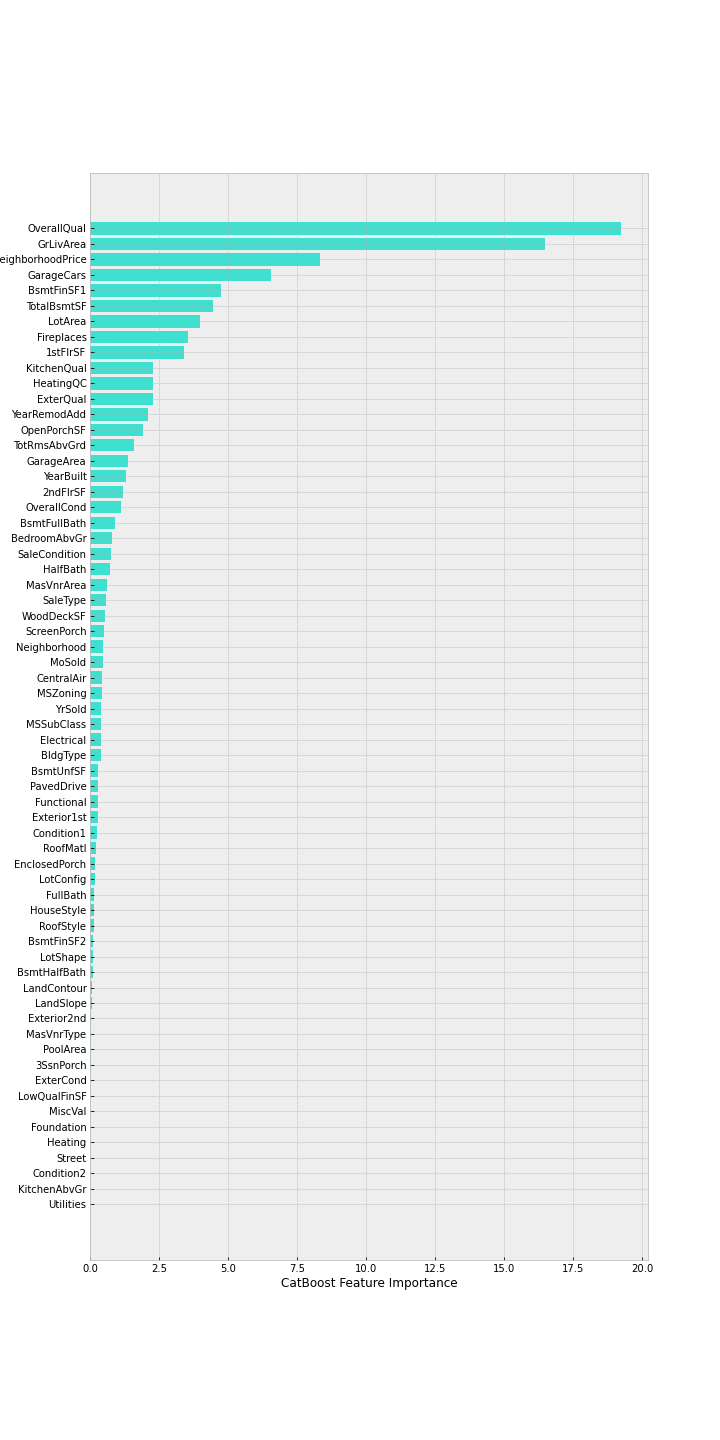 OverallQual
GrLivArea
eighborhoodPrice
GarageCars
BsmtFinSF1
TotalBsmtSF
LotArea
Fireplaces
1stFlrSF
KitchenQual
HeatingQC
ExterQual
YearRemodAdd
OpenPorchSF
TotRmsAbvGrd
GarageArea
YearBuilt
2ndFlrSF
OverallCond
BsmtFullBath
BedroomAbvGr
SaleCondition
HalfBath
MasVnrArea
SaleType
WoodDeckSF
ScreenPorch
Neighborhood
MoSold
CentralAir
MSZoning
YrSold
MSSubClass
Electrical
BldgType
BsmtUnfSF
PavedDrive
Functional
Exterior1st
Condition1
RoofMatl
EnclosedPorch
LotConfig
FullBath
HouseStyle
RoofStyle
BsmtFinSF2
LotShape
BsmtHalfBath
LandContour
LandSlope
Exterior2nd
MasVnrType
PoolArea
3SsnPorch
ExterCond
LowQualFinSF
MiscVal
Foundation
Heating
Street
Condition2
KitchenAbvGr
Utilities
0.0 2.5 5.0 7.5 10.0 12.5 15.0 17.5 20.0
CatBoost Feature Importance